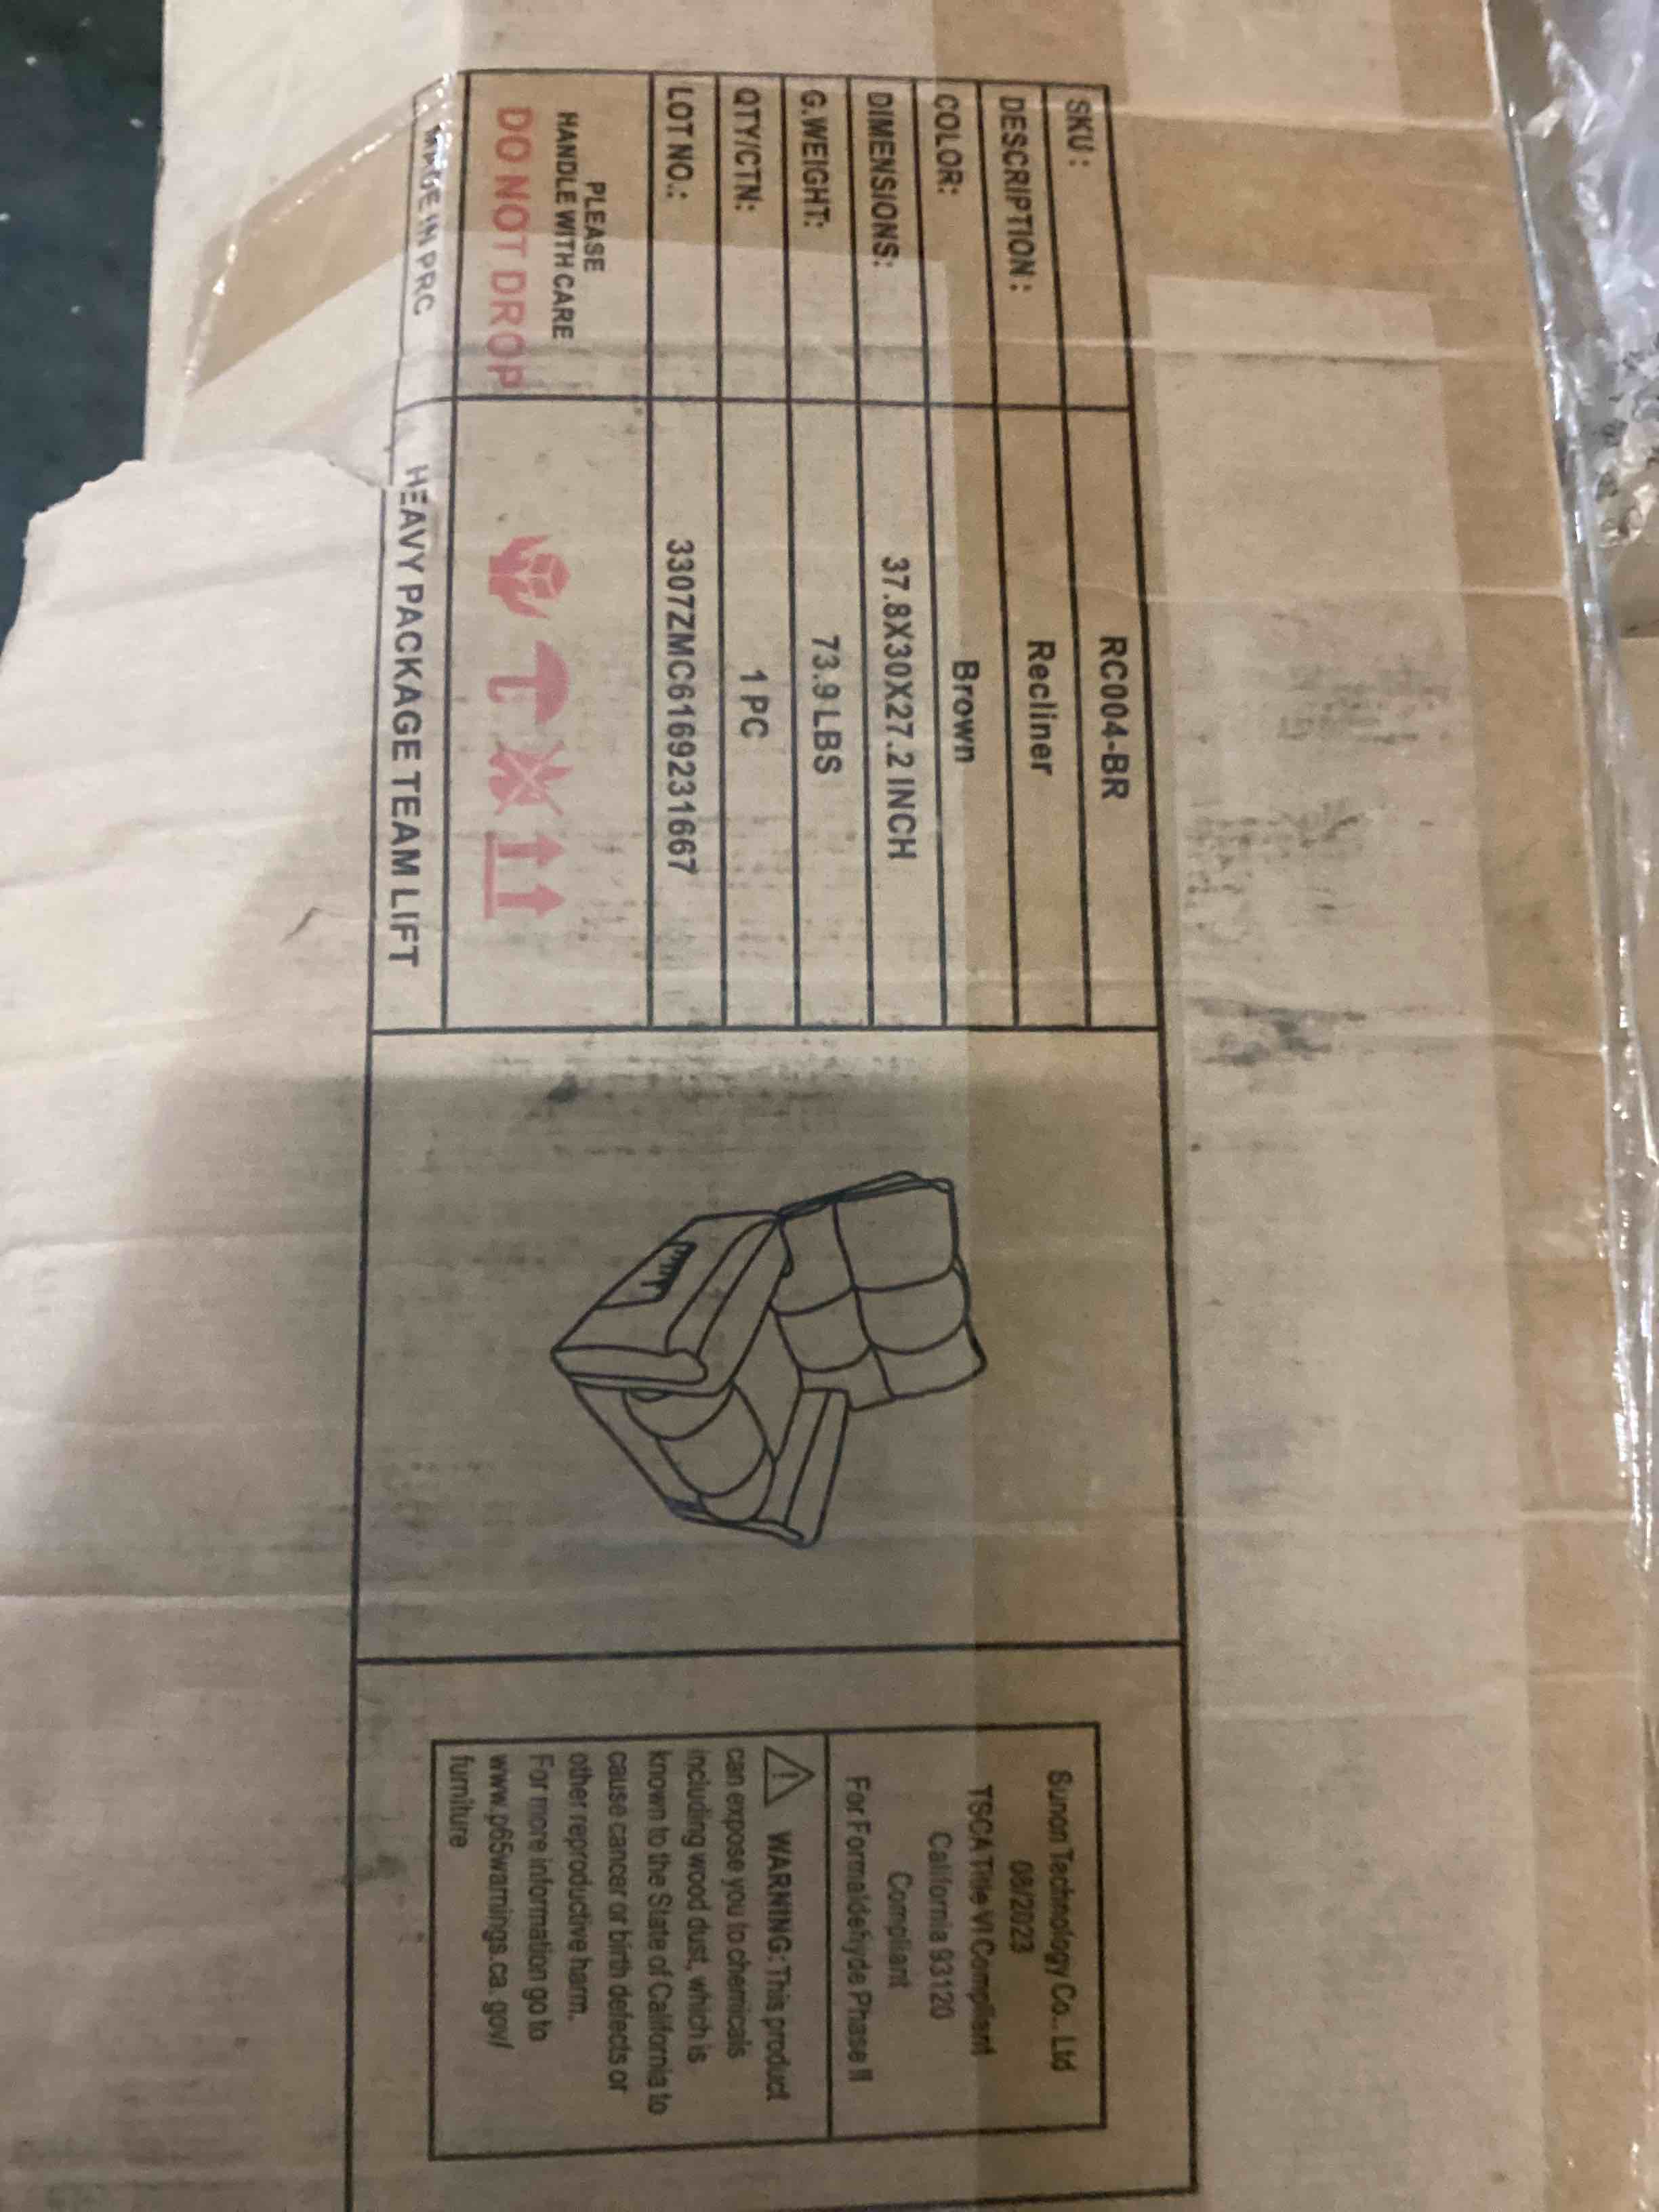 SKU: RC004-BR
DESCRIPTION: Recliner
COLOR: Brown
DIMENSIONS: 37.8X30X27.2 INCH
G.WEIGHT: 73.9 LBS
QTY/CTN: 1 PC
LOT NO.: 3307ZMC6169231667
PLEASE
HANDLE WITH CARE
DO NOT DROP
MADE IN PRC HEAVY PACKAGE TEAM LIFT
Sunon Technology Co., Ltd
08/2023
TSCA Title VI Compliant
California 93120
Compliant
For Formaldehyde Phase II
WARNING: This product
can expose you to chemicals
including wood dust, which is
known to the State of California to
cause cancer or birth defects or
other reproductive harm.
For more information go to
www.p65warnings.ca.gov/
furniture